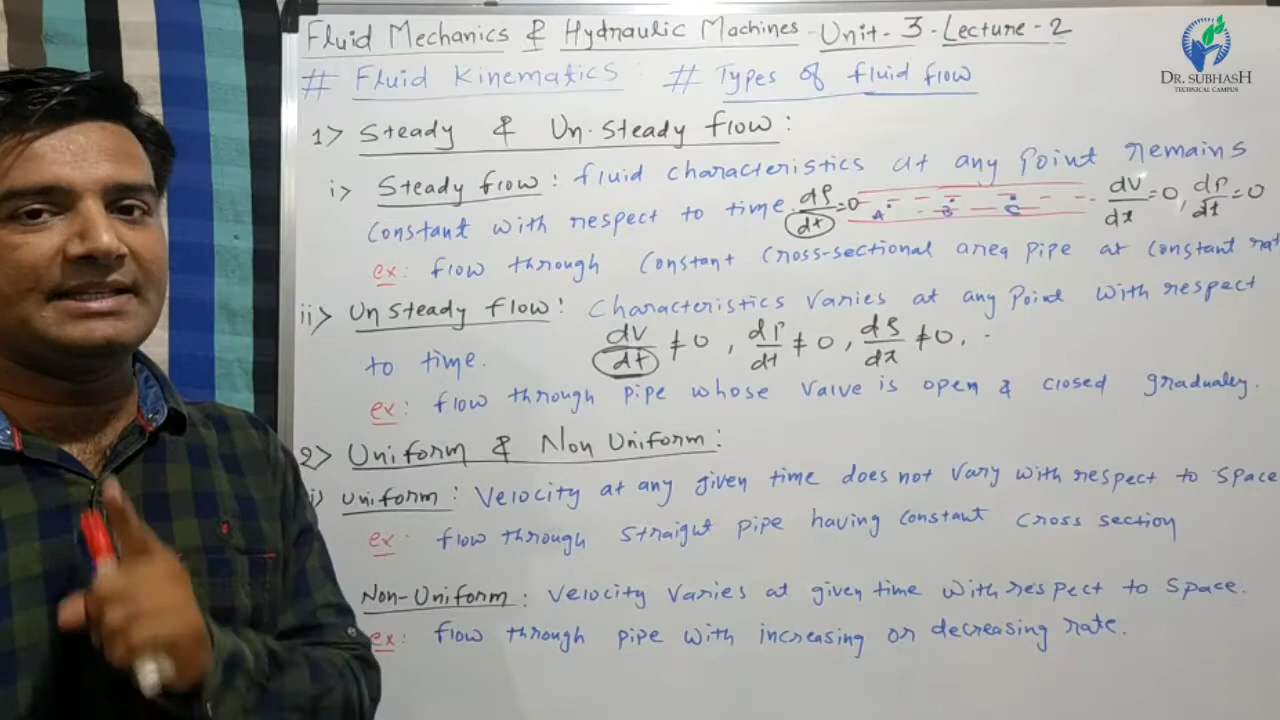 Fluid Mechanics & Hydraulic Machines - Unit - 3 - Lecture - 2
DR. SUBHASH
TECHNICAL CAMPUS
# Fluid Kinematics : # Types of fluid flow
1> Steady & Un-steady flow :
i> Steady flow : fluid characteristics at any point remains
constant with respect to time. dρ/dt = 0 A B C dv/dt = 0, dp/dt = 0
ex: flow through constant cross-sectional area pipe at constant rat
ii> Unsteady flow : Characteristics varies at any point with respect
to time. dv/dt ≠ 0, dp/dt ≠ 0, dρ/dt ≠ 0, -
ex: flow through pipe whose valve is open & closed gradually.
2> Uniform & Non Uniform :
i) Uniform : Velocity at any given time does not vary with respect to space
ex: flow through straight pipe having constant cross section
Non-Uniform : Velocity varies at given time with respect to space.
ex: flow through pipe with increasing or decreasing rate.